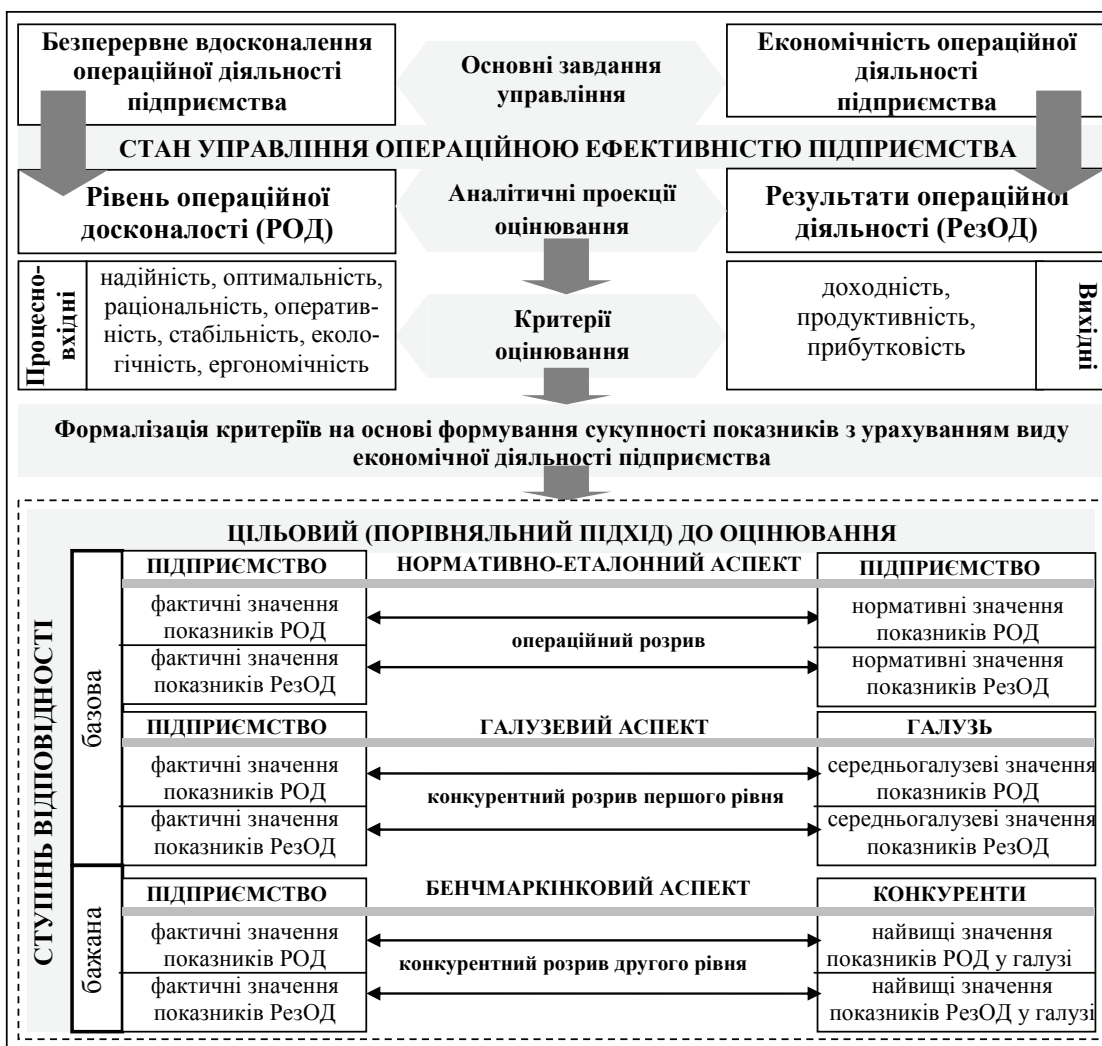 Безперервне вдосконалення
операційної діяльності
підприємства
Основні завдання
управління
Економічність операційної
діяльності
підприємства
СТАН УПРАВЛІННЯ ОПЕРАЦІЙНОЮ ЕФЕКТИВНІСТЮ ПІДПРИЄМСТВА
Рівень операційної
досконалості (РОД)
Аналітичні проекції
оцінювання
Результати операційної
діяльності (РезОД)
Процесно-
вхідні
надійність, оптимальність,
раціональність, оператив-
ність, стабільність, еколо-
гічність, ергономічність
Критерії
оцінювання
доходність,
продуктивність,
прибутковість
Вихідні
Формалізація критеріїв на основі формування сукупності показників з урахуванням виду
економічної діяльності підприємства
ЦІЛЬОВИЙ (ПОРІВНЯЛЬНИЙ ПІДХІД) ДО ОЦІНЮВАННЯ
СТУПІНЬ ВІДПОВІДНОСТІ
базова
ПІДПРИЄМСТВО
НОРМАТИВНО-ЕТАЛОННИЙ АСПЕКТ
ПІДПРИЄМСТВО
фактичні значення
показників РОД
операційний розрив
нормативні значення
показників РОД
фактичні значення
показників РезОД
нормативні значення
показників РезОД
ПІДПРИЄМСТВО
ГАЛУЗЕВИЙ АСПЕКТ
ГАЛУЗЬ
фактичні значення
показників РОД
конкурентний розрив першого рівня
середньогалузеві значення
показників РОД
фактичні значення
показників РезОД
середньогалузеві значення
показників РезОД
бажана
ПІДПРИЄМСТВО
БЕНЧМАРКІНКОВИЙ АСПЕКТ
КОНКУРЕНТИ
фактичні значення
показників РОД
конкурентний розрив другого рівня
найвищі значення
показників РОД у галузі
фактичні значення
показників РезОД
найвищі значення
показників РезОД у галузі